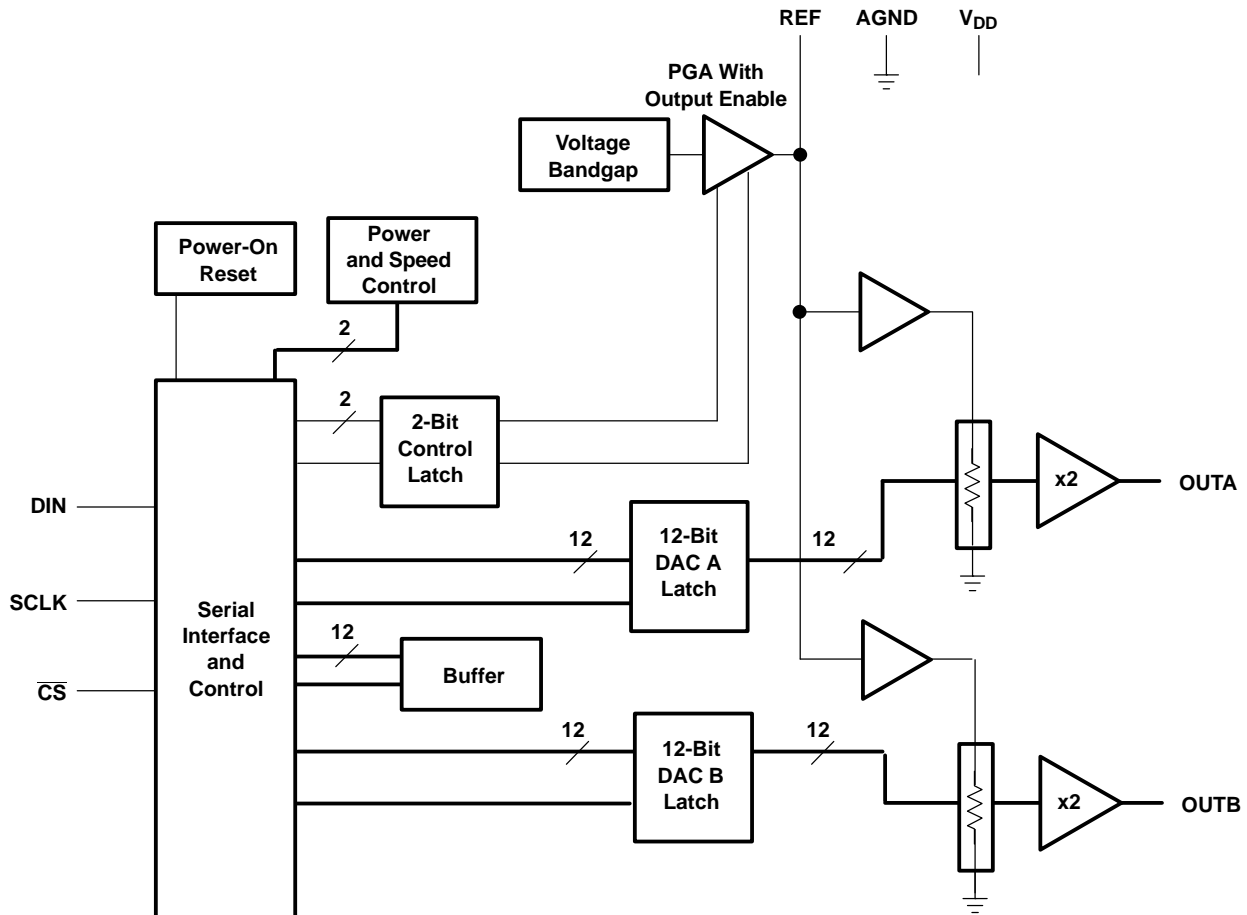 REF AGND VDD
PGA With
Output Enable
Voltage
Bandgap
Power-On
Reset
Power
and Speed
Control
2
2
2-Bit
Control
Latch
DIN
SCLK
CS
Serial
Interface
and
Control
12
12-Bit
DAC A
Latch
12
x2
OUTA
12
Buffer
12
12-Bit
DAC B
Latch
12
x2
OUTB